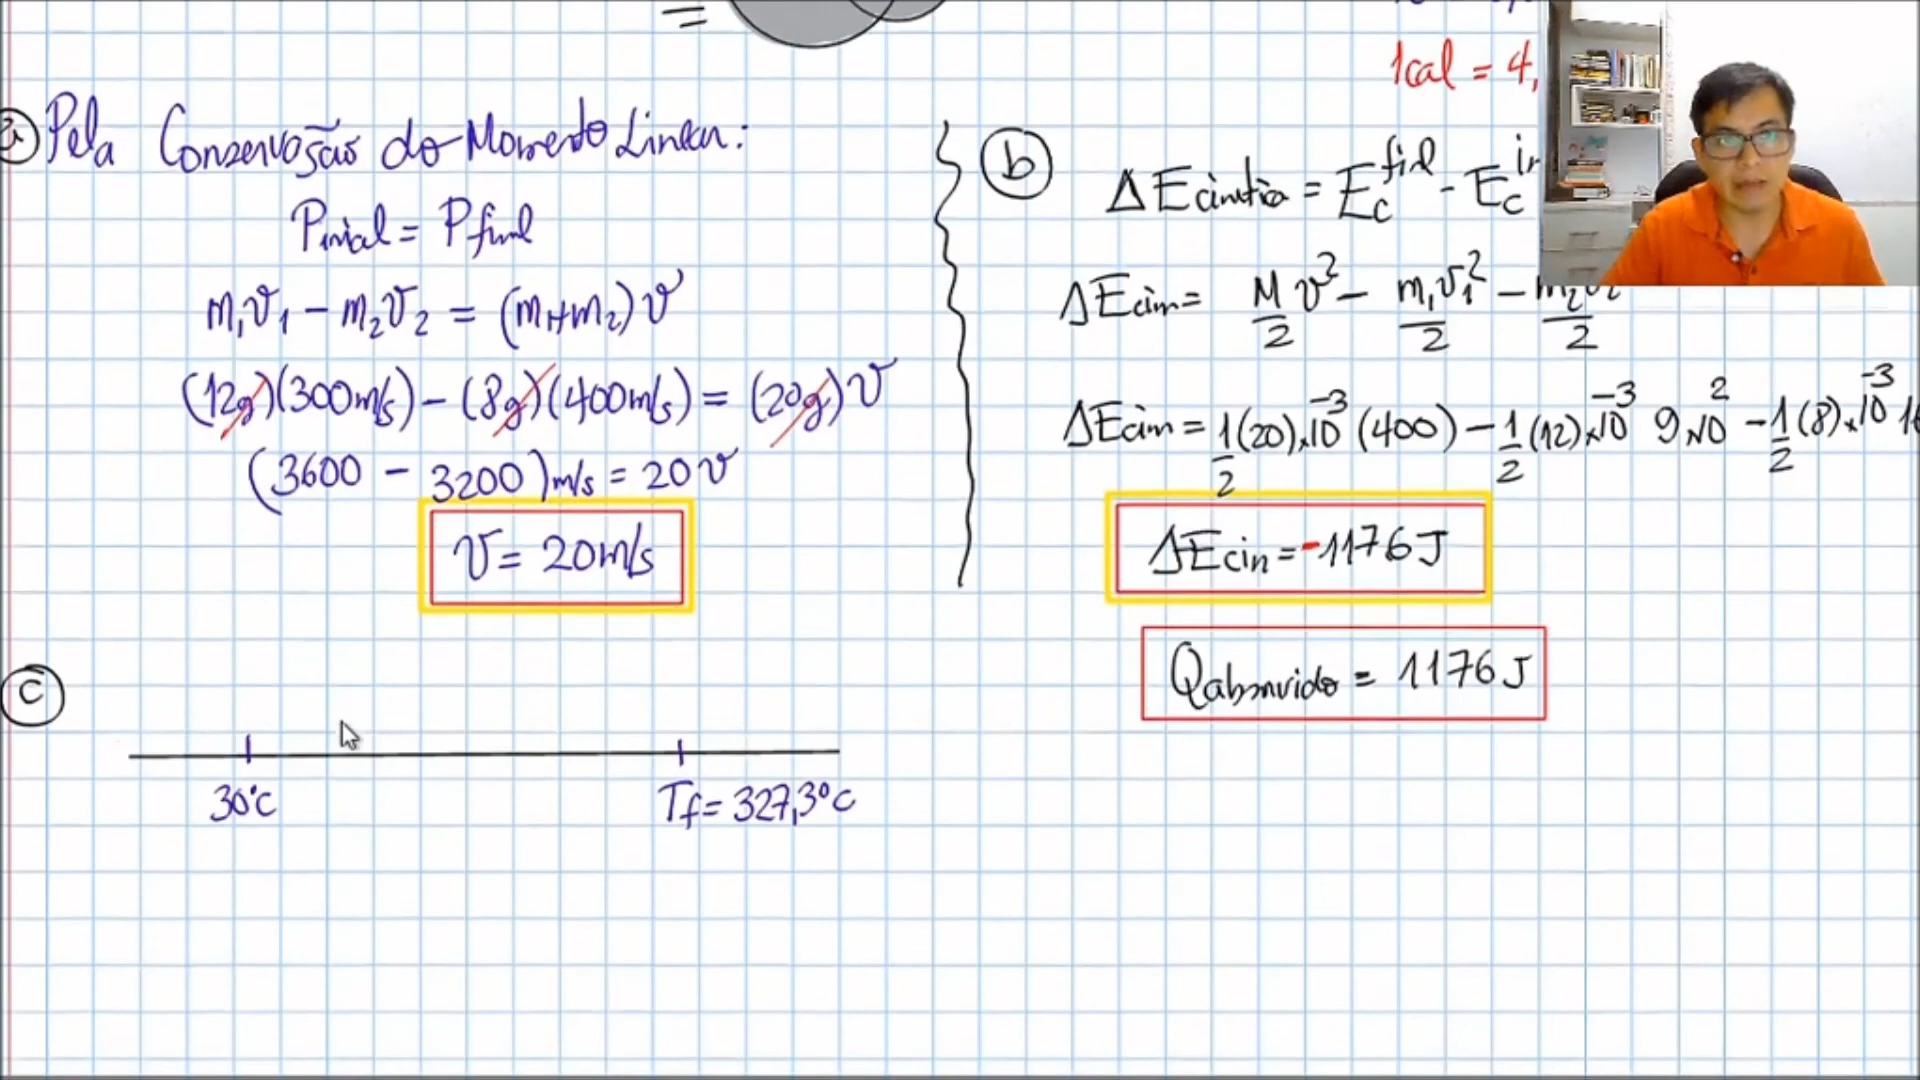 =
1cal = 4,
a) Pela Conservação do Momento Linear:
Pinicial = Pfinal
m₁v₁ - m₂v₂ = (m₁+m₂)v
(12g)(300m/s) - (8g)(400m/s) = (20g)v
(3600 - 3200)m/s = 20v
v = 20m/s
b
ΔEcinética = Ec^final - Ec^in
ΔEcin = M/2 v² - m₁v₁²/2 - m₂v₂²/2
ΔEcin = 1/2(20)x10⁻³(400) - 1/2(12)x10⁻³ 9x10² - 1/2(8)x10⁻³ 1
ΔEcin = -1176J
Qabsorvido = 1176J
c
30°C
Tf = 327,3°C